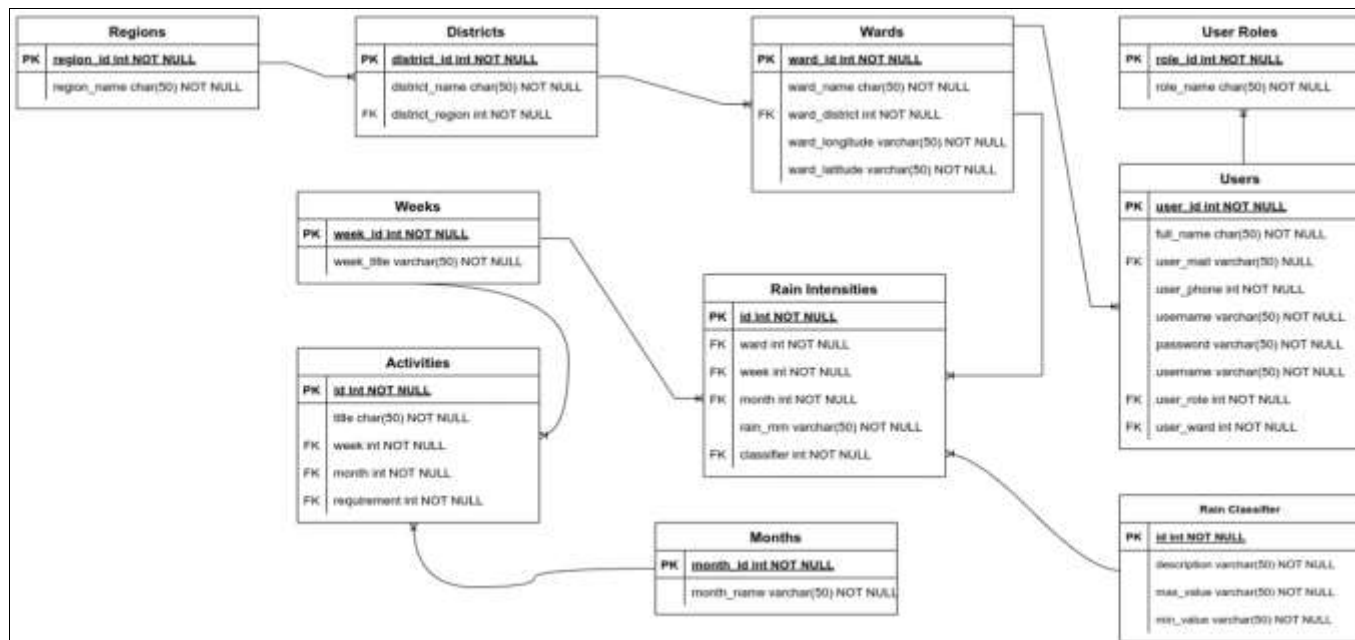 Regions
PK region_id int NOT NULL
region_name char(50) NOT NULL
Districts
PK district_id int NOT NULL
district_name char(50) NOT NULL
FK district_region int NOT NULL
Wards
PK ward_id int NOT NULL
ward_name char(50) NOT NULL
FK ward_district int NOT NULL
ward_longitude varchar(50) NOT NULL
ward_latitude varchar(50) NOT NULL
User Roles
PK role_id int NOT NULL
role_name char(50) NOT NULL
Users
PK user_id int NOT NULL
full_name char(50) NOT NULL
FK user_mail varchar(50) NULL
user_phone int NOT NULL
username varchar(50) NOT NULL
password varchar(50) NOT NULL
username varchar(50) NOT NULL
FK user_role int NOT NULL
FK user_ward int NOT NULL
Weeks
PK week_id int NOT NULL
week_title varchar(50) NOT NULL
Rain Intensities
PK id int NOT NULL
FK ward int NOT NULL
FK week int NOT NULL
FK month int NOT NULL
rain_mm varchar(50) NOT NULL
FK classifier int NOT NULL
Activities
PK id int NOT NULL
title char(50) NOT NULL
FK week int NOT NULL
FK month int NOT NULL
FK requirement int NOT NULL
Months
PK month_id int NOT NULL
month_name varchar(50) NOT NULL
Rain Classifier
PK id int NOT NULL
description varchar(50) NOT NULL
max_value varchar(50) NOT NULL
min_value varchar(50) NOT NULL